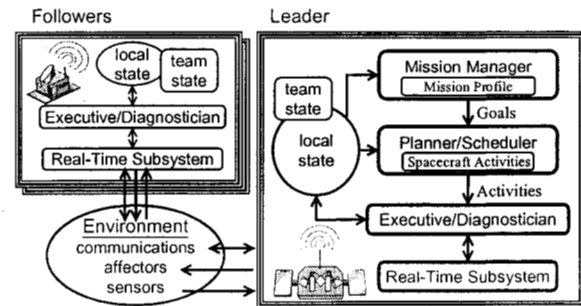 Followers
local
state
team
state
Executive/Diagnostician
Real-Time Subsystem
Environment
communications
affectors
sensors
Leader
team
state
local
state
Mission Manager
Mission Profile
Goals
Planner/Scheduler
Spacecraft Activities
Activities
Executive/Diagnostician
Real-Time Subsystem